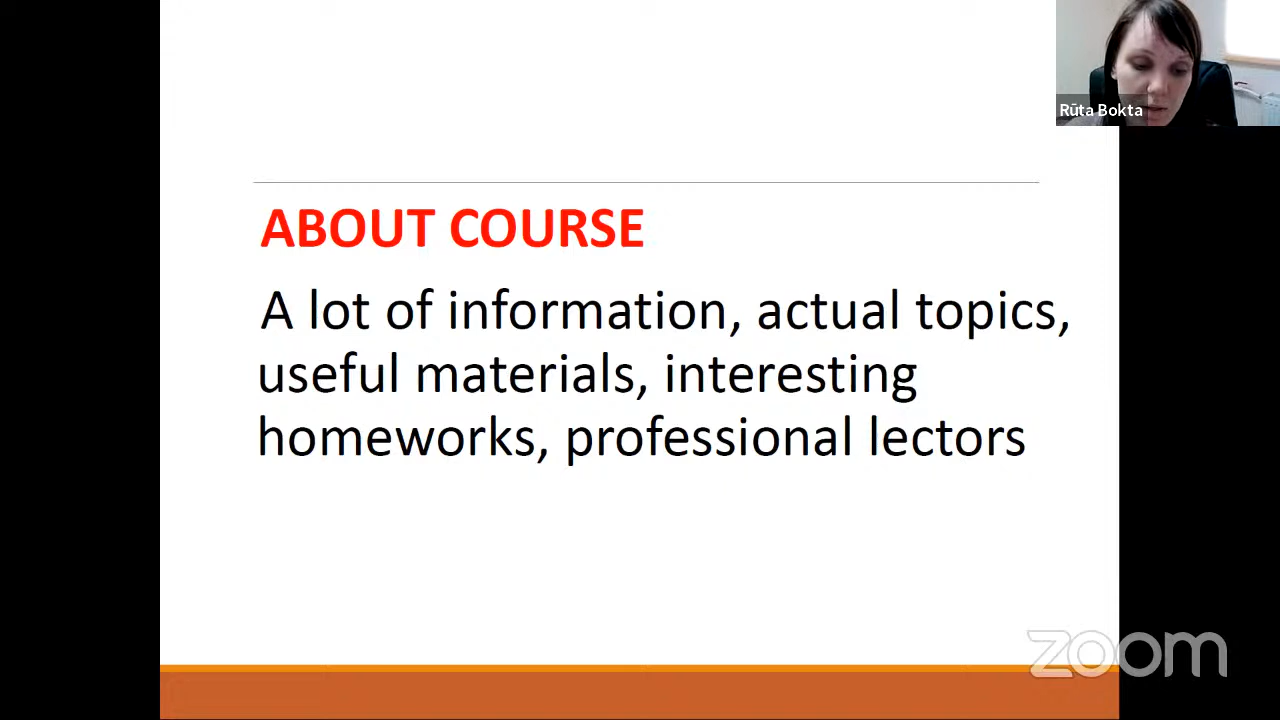 Rūta Bokta
ABOUT COURSE
A lot of information, actual topics,
useful materials, interesting
homeworks, professional lectors
zoom